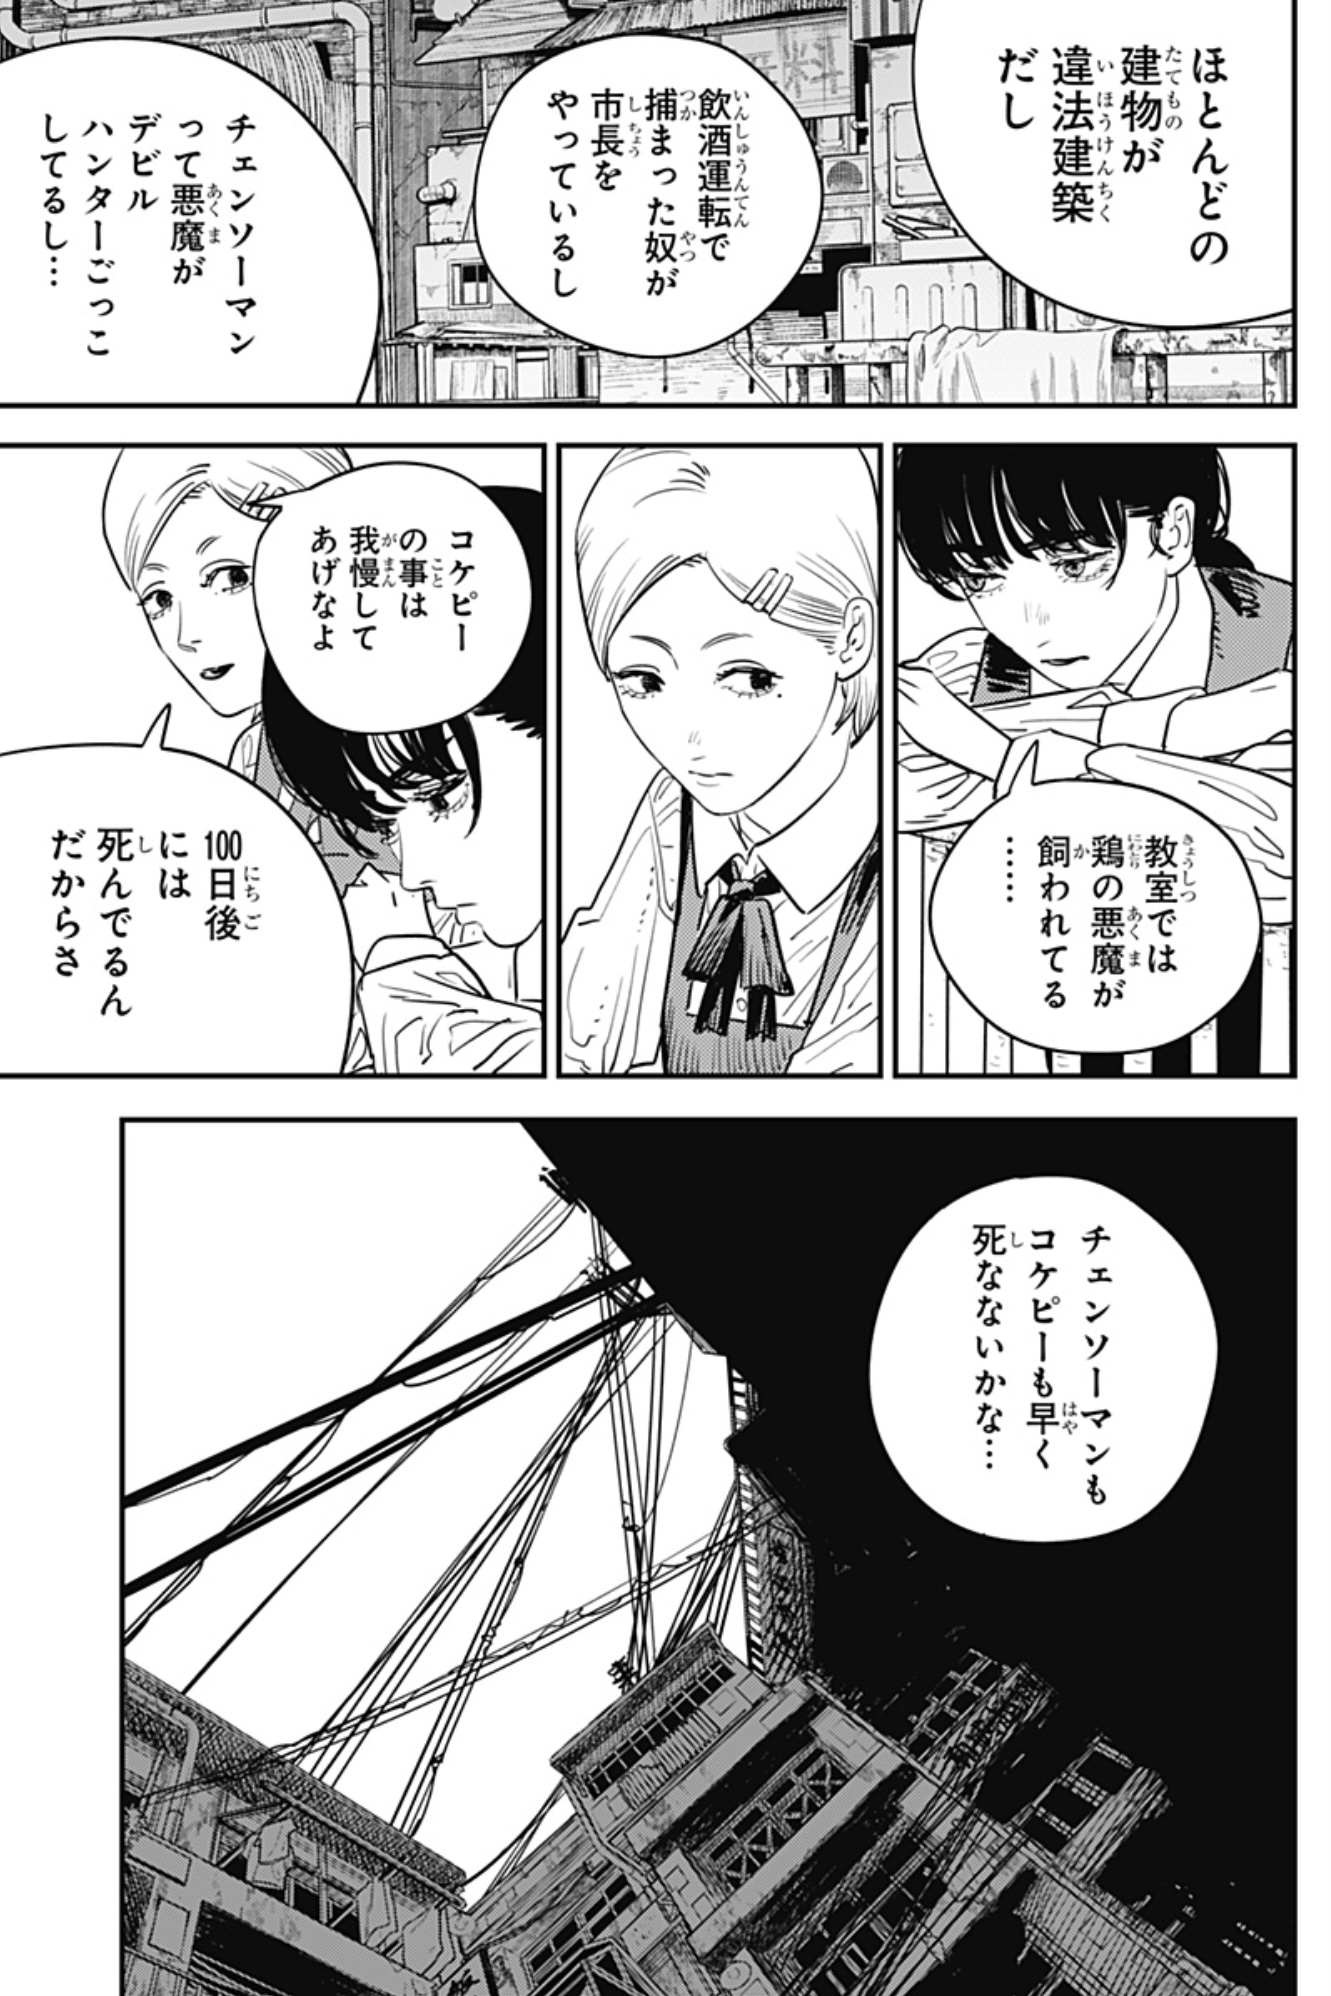 ほとんどの
建物が
違法建築
だし
飲酒運転で
捕まった奴が
市長を
やっているし
チェンソーマン
って悪魔が
デビル
ハンターごっこ
してるし…
教室では
鶏の悪魔が
飼われてる
……
コケピー
の事は
我慢して
あげなよ
100日後
には
死んでるん
だからさ
チェンソーマンも
コケピーも早く
死なないかな…